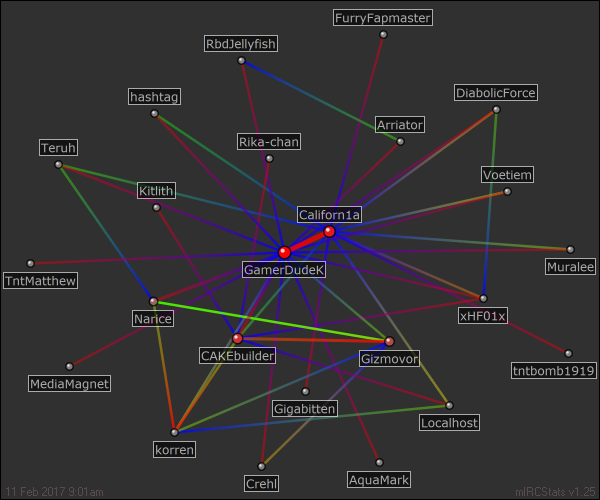 FurryFapmaster
RbdJellyfish
DiabolicForce
hashtag
Arriator
Rika-chan
Teruh
Voetiem
Kitlith
Californ1a
GamerDudeK
Muralee
TntMatthew
Narice
xHF01x
CAKEbuilder
Giznovor
tntbomb1919
MediaMagnet
Gigabitten
Localhost
korren
Crehl
AquaMark
11 Feb 2017 9:01am
mIRCStats v1.25